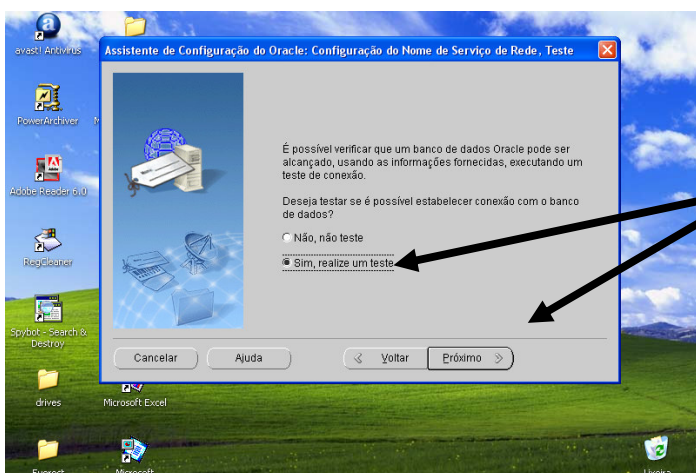 avast! Antivirus
Assistente de Configuração do Oracle: Configuração do Nome de Serviço de Rede, Teste
PowerArchiver
Adobe Reader 6.0
RegCleaner
Spybot - Search &
Destroy
drives
Microsoft Excel
É possível verificar que um banco de dados Oracle pode ser
alcançado, usando as informações fornecidas, executando um
teste de conexão.
Deseja testar se é possível estabelecer conexão com o banco
de dados?
Não, não teste
Sim, realize um teste
Cancelar
Ajuda
Voltar
Próximo